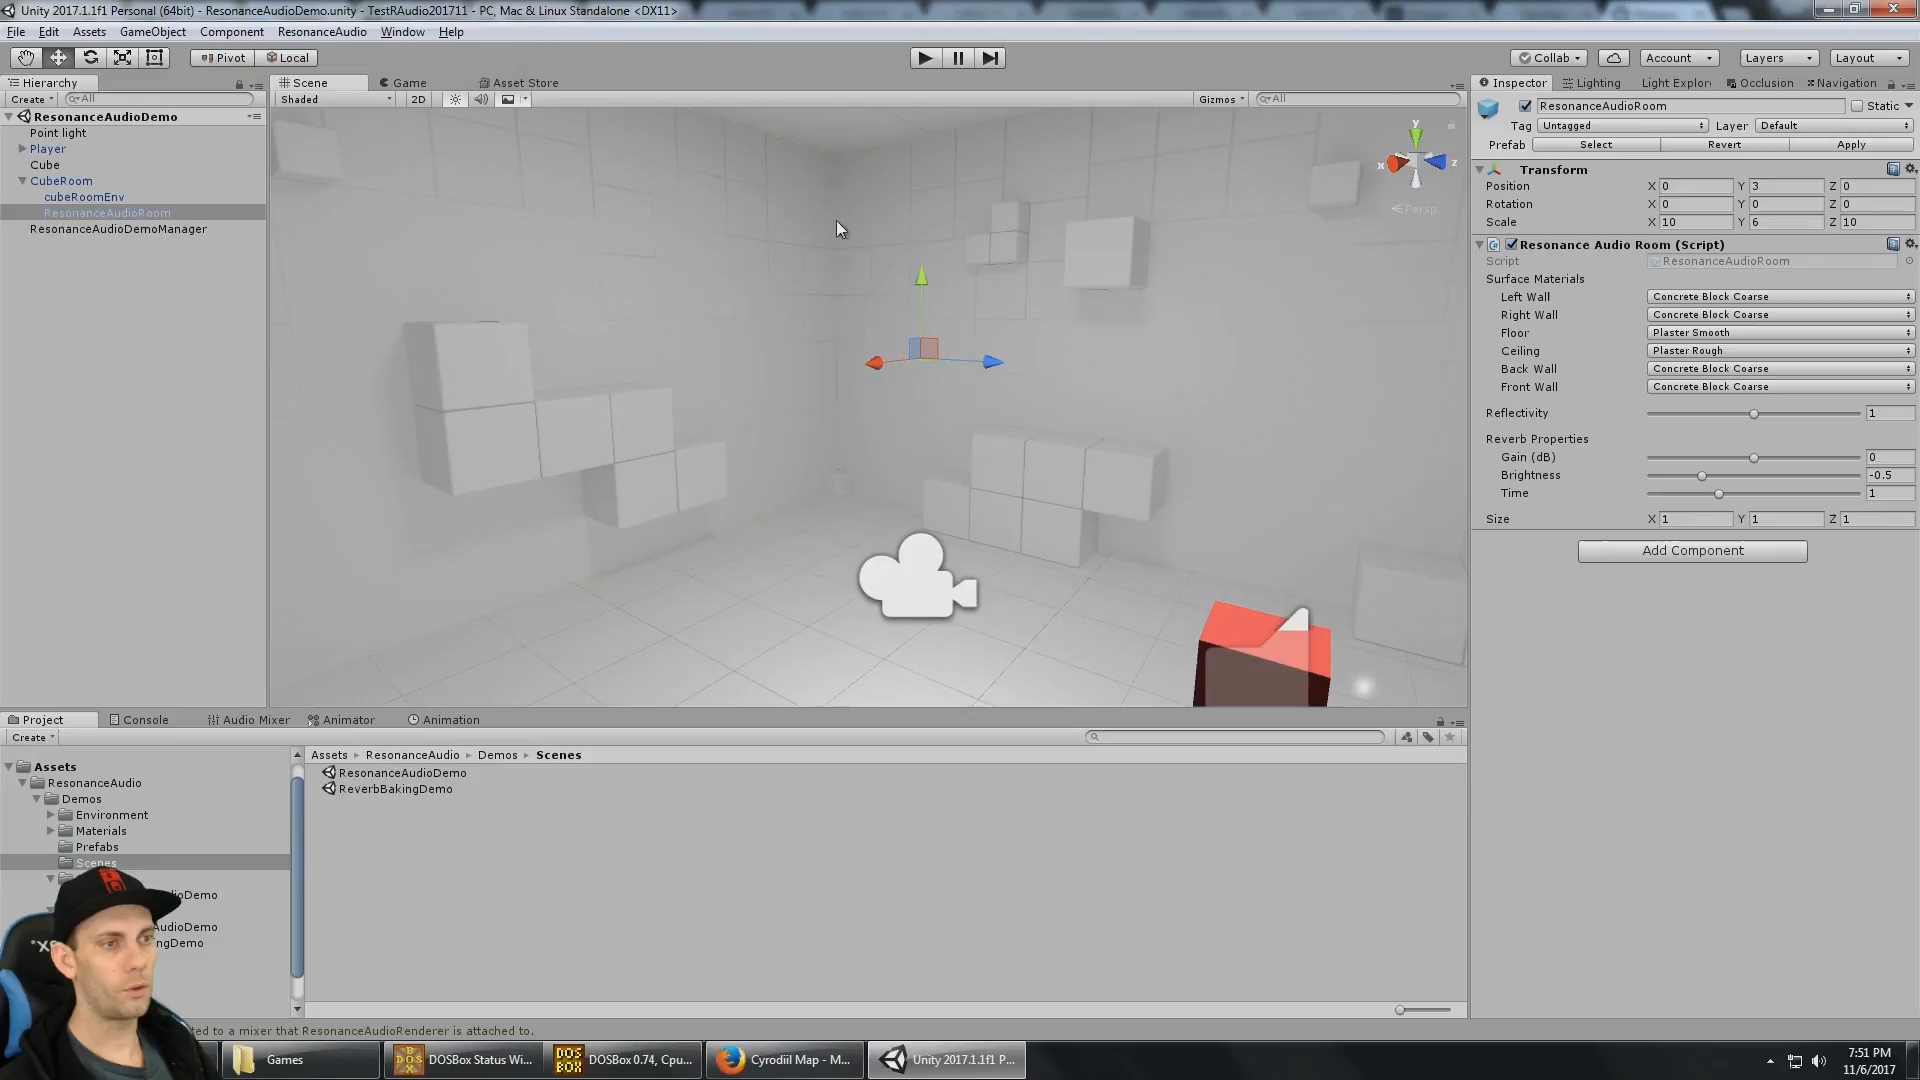 Unity 2017.1.1f1 Personal (64bit) - ResonanceAudioDemo.unity - TestRAudio201711 - PC, Mac & Linux Standalone <DX11>
File Edit Assets GameObject Component ResonanceAudio Window Help
Pivot Local Collab Account Layers Layout
Hierarchy
Create All
ResonanceAudioDemo
Point light
Player
Cube
CubeRoom
cubeRoomEnv
ResonanceAudioRoom
ResonanceAudioDemoManager
Scene Game Asset Store
Shaded 2D Gizmos All
y
x z
Persp
Inspector Lighting Light Explor Occlusion Navigation
ResonanceAudioRoom Static
Tag Untagged Layer Default
Prefab Select Revert Apply
Transform
Position X 0 Y 3 Z 0
Rotation X 0 Y 0 Z 0
Scale X 10 Y 6 Z 10
Resonance Audio Room (Script)
Script ResonanceAudioRoom
Surface Materials
Left Wall Concrete Block Coarse
Right Wall Concrete Block Coarse
Floor Plaster Smooth
Ceiling Plaster Rough
Back Wall Concrete Block Coarse
Front Wall Concrete Block Coarse
Reflectivity 1
Reverb Properties
Gain (dB) 0
Brightness -0.5
Time 1
Size X 1 Y 1 Z 1
Add Component
Project Console Audio Mixer Animator Animation
Create
Assets
ResonanceAudio
Demos
Environment
Materials
Prefabs
Scenes
ioDemo
AudioDemo
ngDemo
Assets ResonanceAudio Demos Scenes
ResonanceAudioDemo
ReverbBakingDemo
ted to a mixer that ResonanceAudioRenderer is attached to.
Games
DOSBox Status Wi...
DOSBox 0.74, Cpu...
Cyrodiil Map - M...
Unity 2017.1.1f1 P...
7:51 PM
11/6/2017